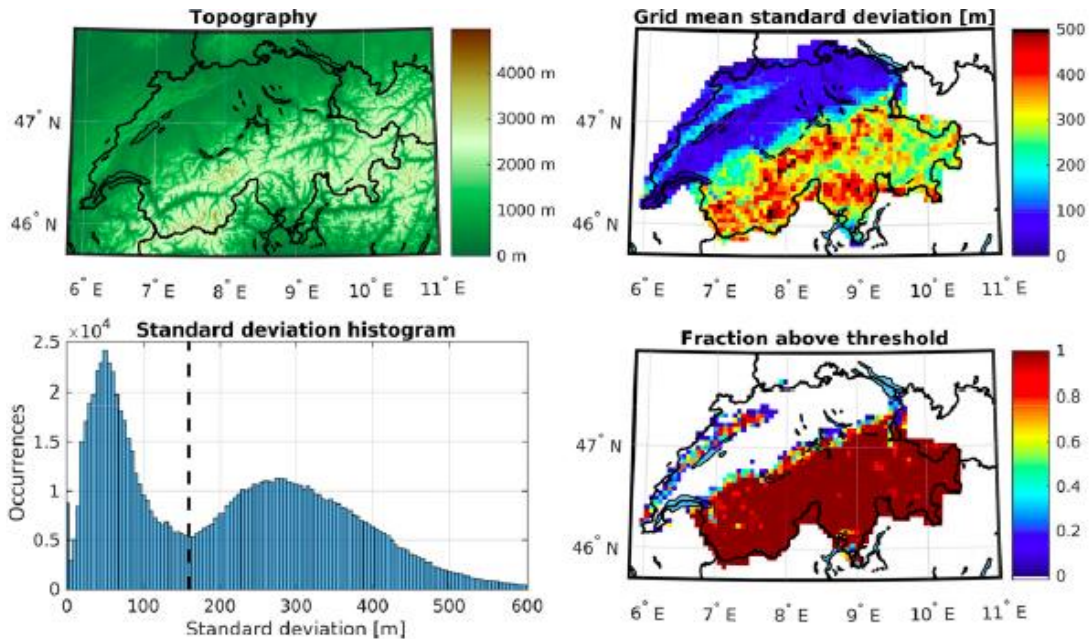 Topography
4000 m
3000 m
2000 m
1000 m
0 m
47° N
46° N
6° E 7° E 8° E 9° E 10° E 11° E
Grid mean standard deviation [m]
500
400
300
200
100
0
47° N
46° N
6° E 7° E 8° E 9° E 10° E 11° E
Standard deviation histogram
×10⁴
2.5
2
1.5
1
0.5
0
0 100 200 300 400 500 600
Occurrences
Standard deviation [m]
Fraction above threshold
1
0.8
0.6
0.4
0.2
0
47° N
46° N
6° E 7° E 8° E 9° E 10° E 11° E